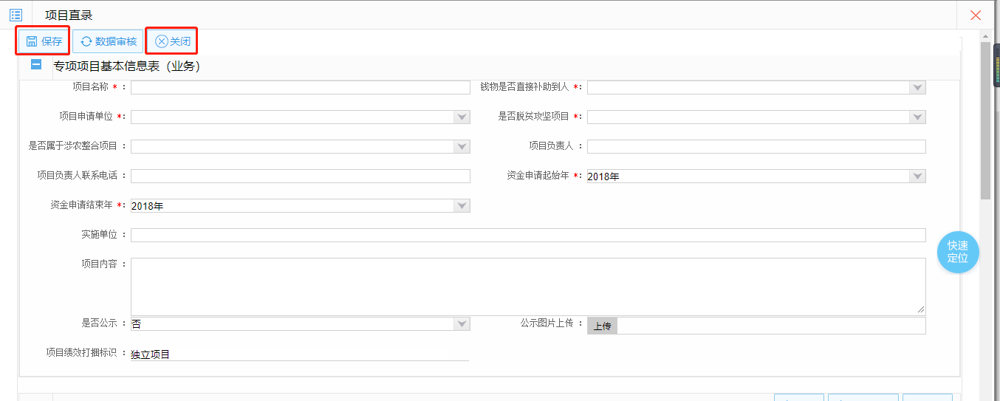 项目直录
保存 数据审核 关闭
专项项目基本信息表（业务）
项目名称 *： 钱物是否直接补助到人 *：
项目申请单位 *： 是否脱贫攻坚项目 *：
是否属于涉农整合项目 ： 项目负责人 ：
项目负责人联系电话 ： 资金申请起始年 *： 2018年
资金申请结束年 *： 2018年
实施单位 ：
快速
定位
项目内容 ：
是否公示 ： 否 公示图片上传 ： 上传
项目绩效打捆标识 ： 独立项目